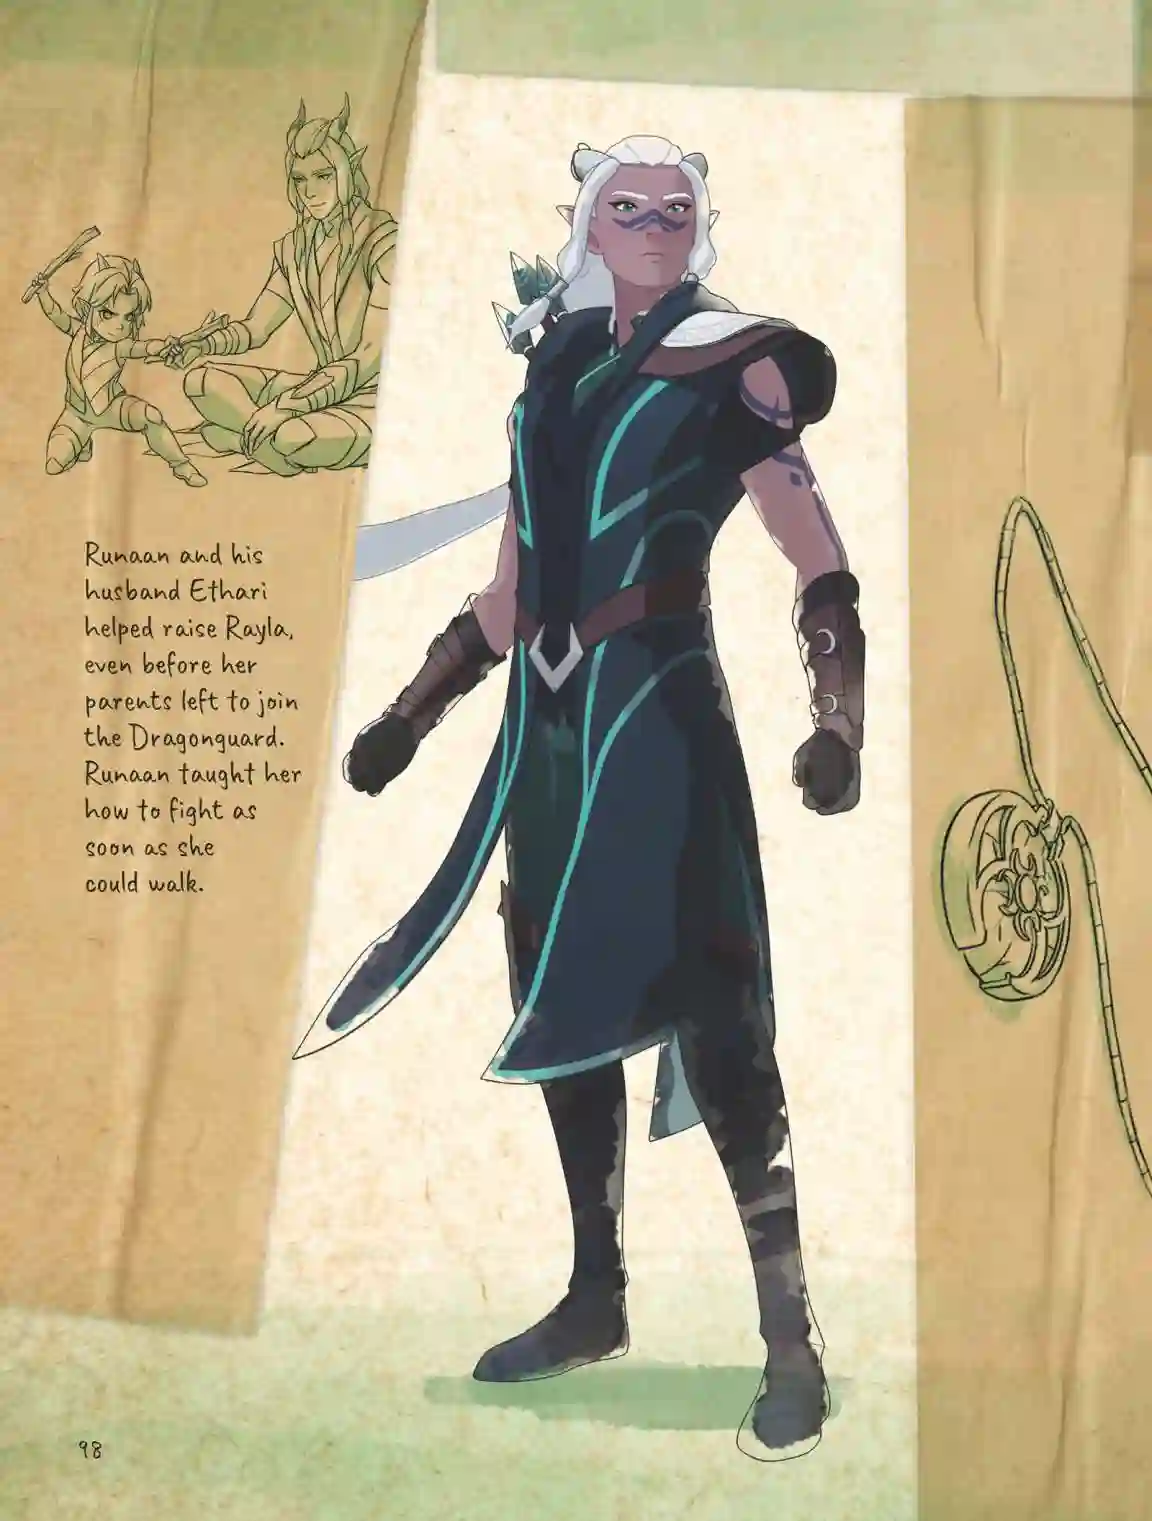 Runaan and his
husband Ethari
helped raise Rayla,
even before her
parents left to join
the Dragonguard.
Runaan taught her
how to fight as
soon as she
could walk.
98